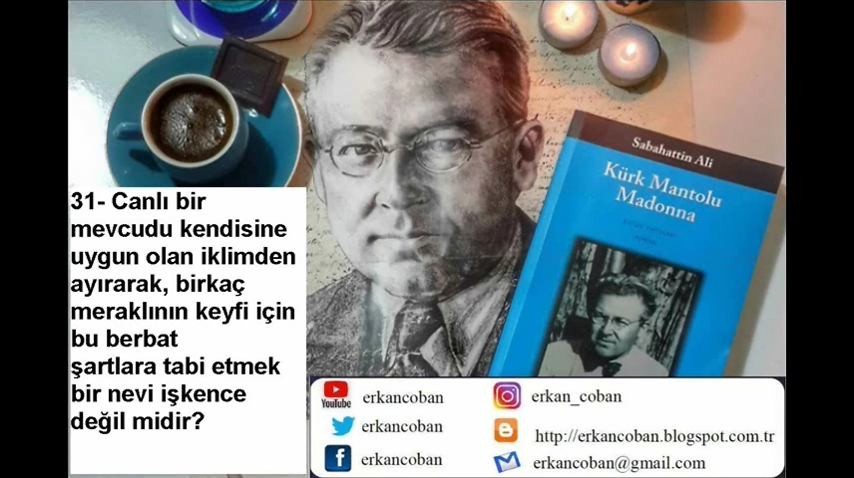 31- Canlı bir
mevcudu kendisine
uygun olan iklimden
ayırarak, birkaç
meraklının keyfi için
bu berbat
şartlara tabi etmek
bir nevi işkence
değil midir?
Sabahattin Ali
Kürk Mantolu
Madonna
YouTube
erkancoban
erkancoban
erkancoban
erkan_coban
http://erkancoban.blogspot.com.tr
erkancoban@gmail.com